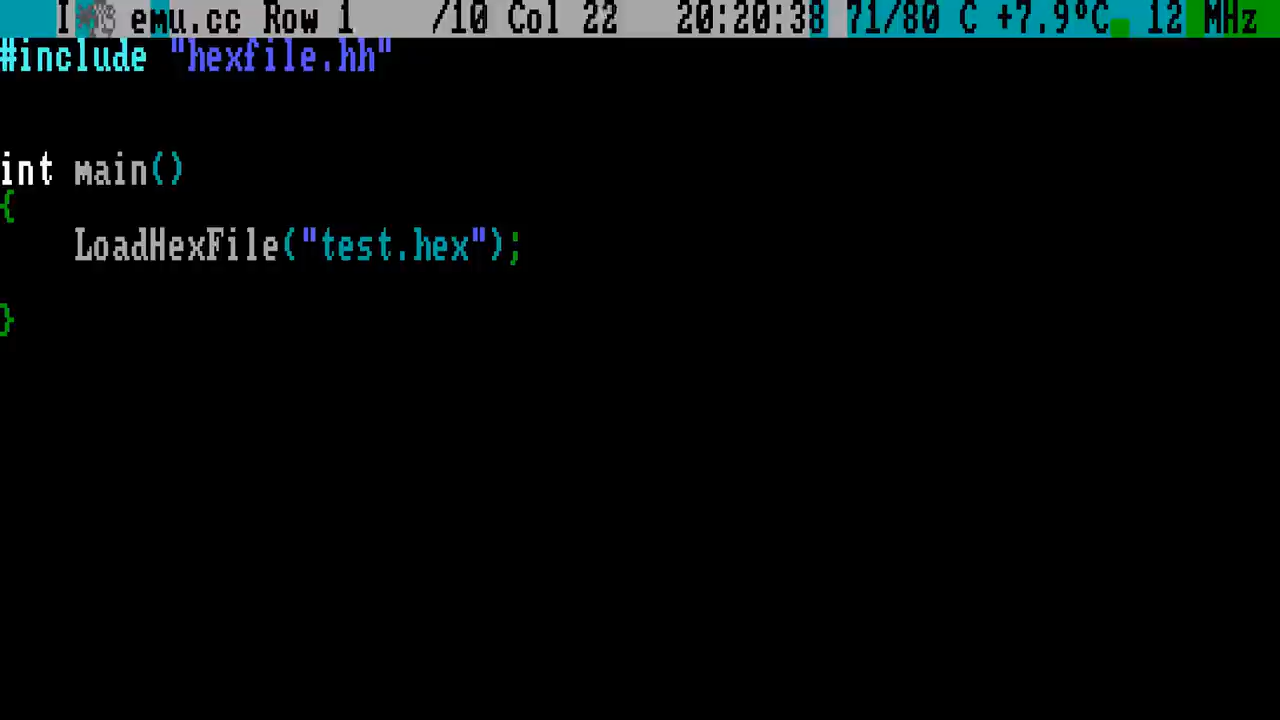 I emu.cc Row 1 /10 Col 22 20:20:38 71/80 C +7.9°C 12 MHz
#include "hexfile.hh"
int main()
{
LoadHexFile("test.hex");
}